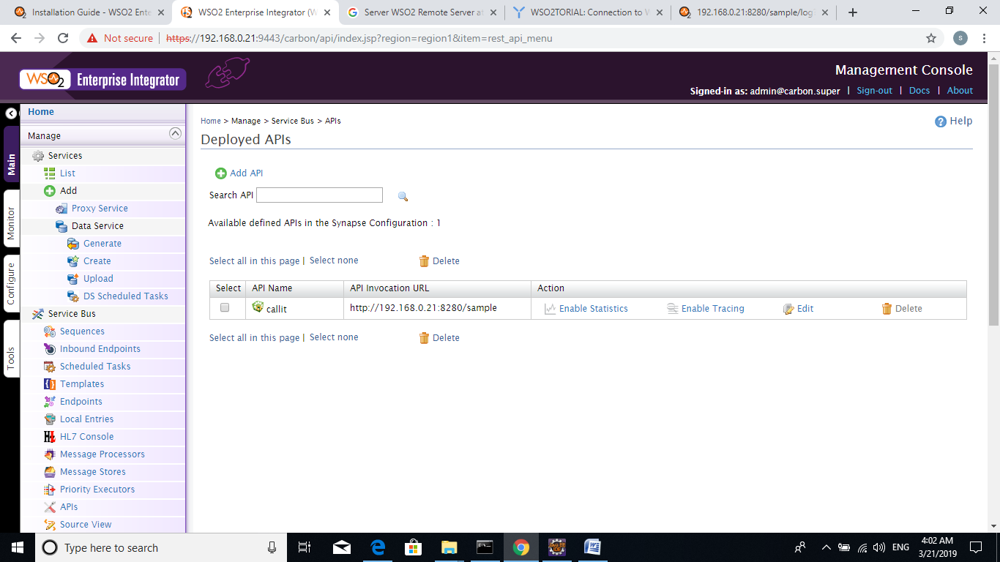 Installation Guide - WSO2 Ente
WSO2 Enterprise Integrator (W
Server WSO2 Remote Server a
WSO2TORIAL: Connection to W
192.168.0.21:8280/sample/log
Not secure
https://192.168.0.21:9443/carbon/api/index.jsp?region=region1&item=rest_api_menu
s
WSO2 Enterprise Integrator
Management Console
Signed-in as: admin@carbon.super | Sign-out | Docs | About
Main
Monitor
Configure
Tools
Home
Manage
Services
List
Add
Proxy Service
Data Service
Generate
Create
Upload
DS Scheduled Tasks
Service Bus
Sequences
Inbound Endpoints
Scheduled Tasks
Templates
Endpoints
Local Entries
HL7 Console
Message Processors
Message Stores
Priority Executors
APIs
Source View
Home > Manage > Service Bus > APIs
Help
Deployed APIs
Add API
Search API
Available defined APIs in the Synapse Configuration : 1
Select all in this page | Select none Delete
Select API Name API Invocation URL Action
callit http://192.168.0.21:8280/sample Enable Statistics Enable Tracing Edit Delete
Select all in this page | Select none Delete
Type here to search
ENG
4:02 AM
3/21/2019